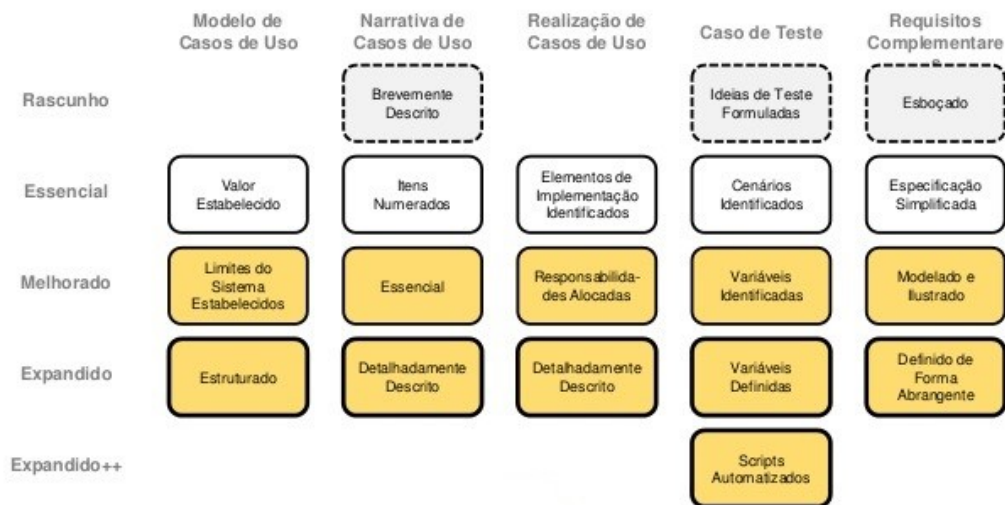 Modelo de
Casos de Uso
Narrativa de
Casos de Uso
Realização de
Casos de Uso
Caso de Teste
Requisitos
Complementare
s
Rascunho
Brevemente
Descrito
Ideias de Teste
Formuladas
Esboçado
Essencial
Valor
Estabelecido
Itens
Numerados
Elementos de
Implementação
Identificados
Cenários
Identificados
Especificação
Simplificada
Melhorado
Limites do
Sistema
Estabelecidos
Essencial
Responsabilida-
des Alocadas
Variáveis
Identificadas
Modelado e
Ilustrado
Expandido
Estruturado
Detalhadamente
Descrito
Detalhadamente
Descrito
Variáveis
Definidas
Definido de
Forma
Abrangente
Expandido++
Scripts
Automatizados